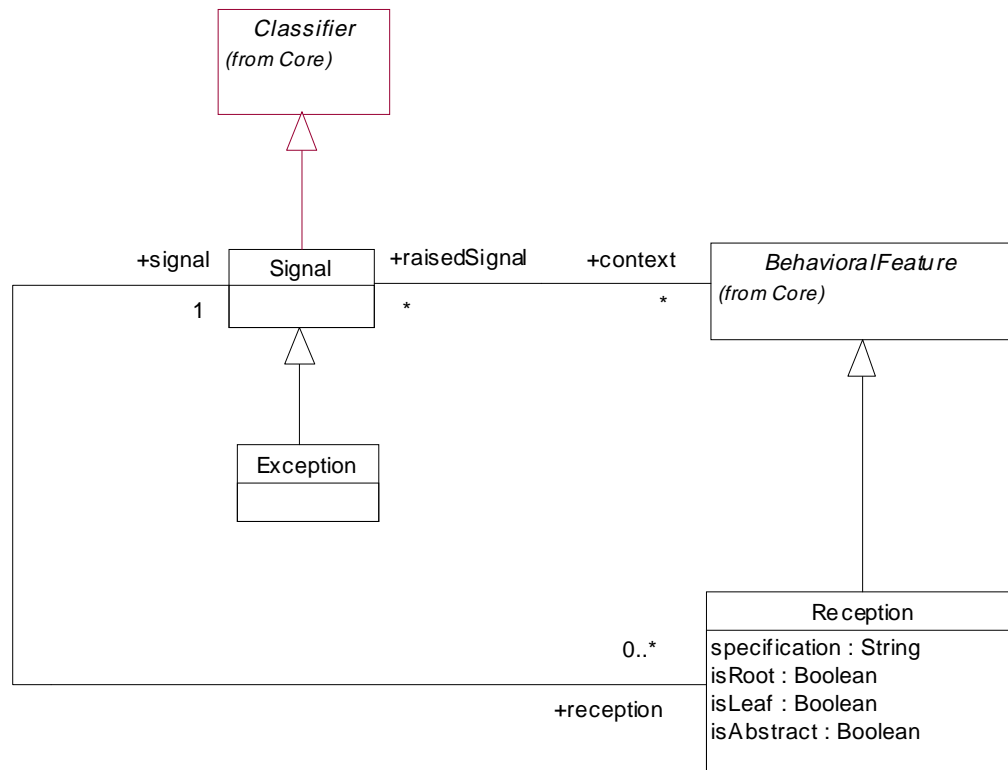 Classifier
(from Core)
+signal
Signal
+raisedSignal
+context
1
*
*
BehavioralFeature
(from Core)
Exception
Reception
specification : String
isRoot : Boolean
isLeaf : Boolean
isAbstract : Boolean
0..*
+reception